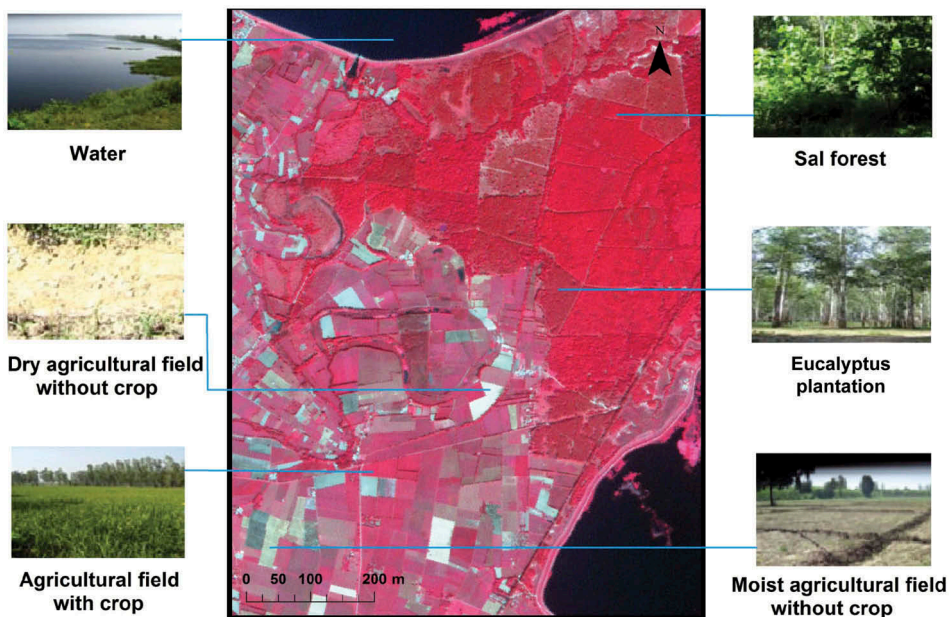 N
Water
Sal forest
Dry agricultural field
without crop
Eucalyptus
plantation
Agricultural field
with crop
0 50 100 200 m
Moist agricultural field
without crop